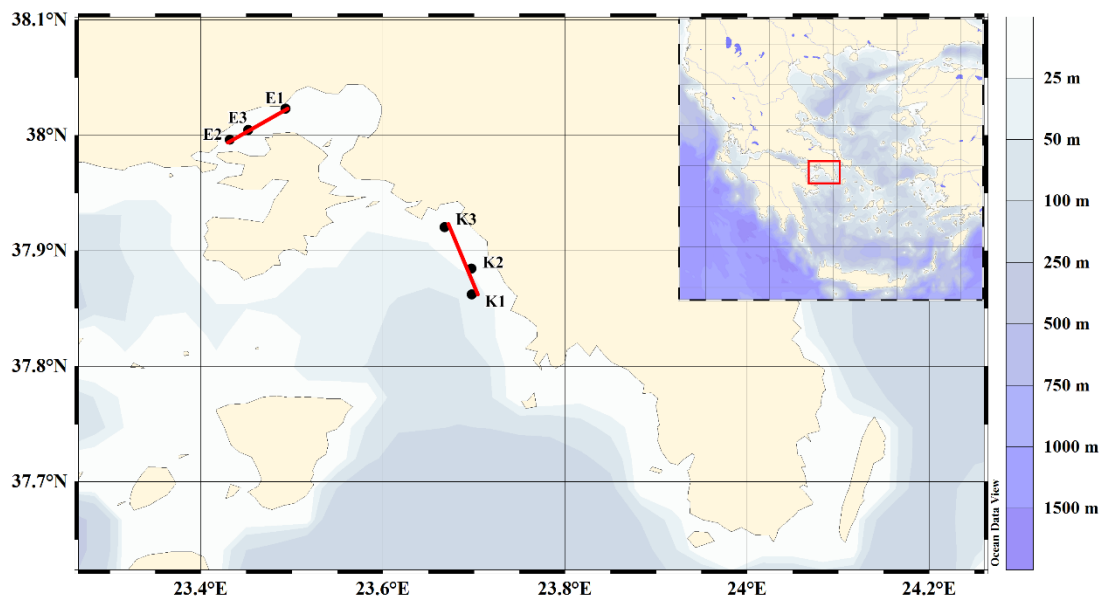 38.1°N
38°N
37.9°N
37.8°N
37.7°N
23.4°E
23.6°E
23.8°E
24°E
24.2°E
E1
E3
E2
K3
K2
K1
25 m
50 m
100 m
250 m
500 m
750 m
1000 m
1500 m
Ocean Data View